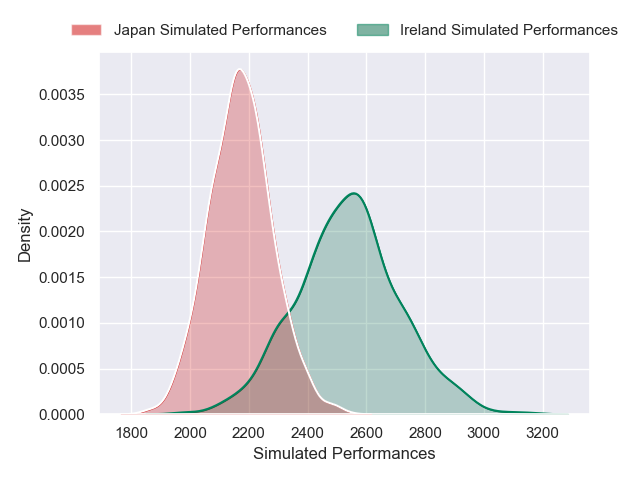 Japan Simulated Performances Ireland Simulated Performances
0.0035
0.0030
0.0025
0.0020
0.0015
0.0010
0.0005
0.0000
Density
1800 2000 2200 2400 2600 2800 3000 3200
Simulated Performances